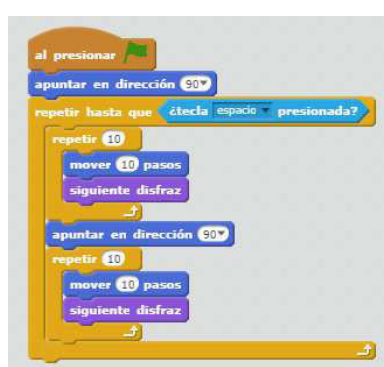 al presionar
apuntar en dirección 90
repetir hasta que ¿tecla espacio presionada?
repetir 10
mover 10 pasos
siguiente disfraz
apuntar en dirección 90
repetir 10
mover 10 pasos
siguiente disfraz